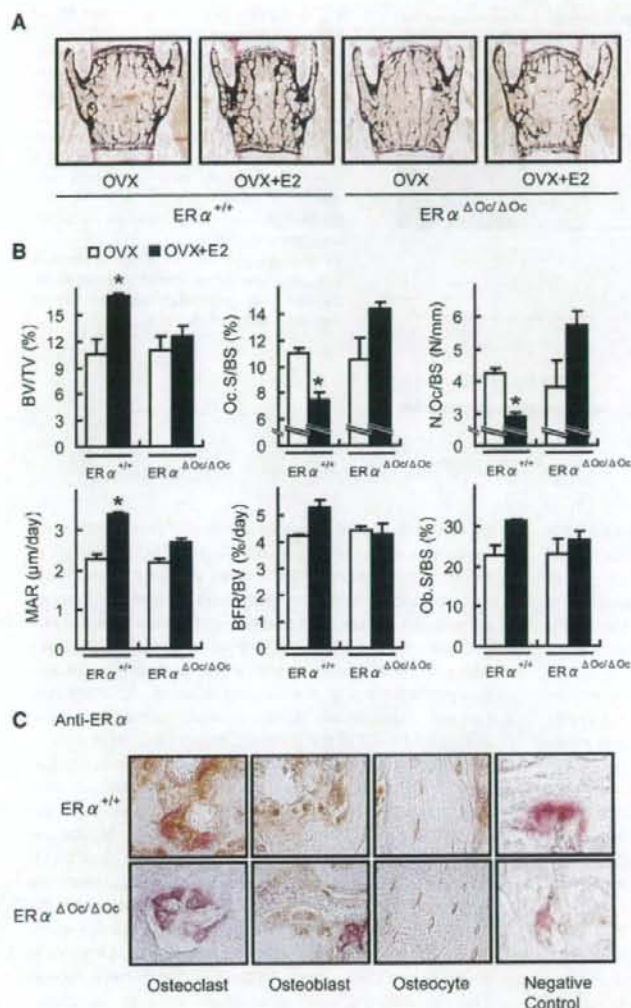 A
OVX OVX+E2 OVX OVX+E2
ERα+/+ ERαΔOc/ΔOc
B
OVX OVX+E2
BV/TV (%)
15
12
9
6
3
0
*
ERα+/+ ERαΔOc/ΔOc
Oc.S/BS (%)
14
12
10
8
6
0
*
ERα+/+ ERαΔOc/ΔOc
N.Oc/BS (N/mm)
6
5
4
3
0
*
ERα+/+ ERαΔOc/ΔOc
MAR (μm/day)
3
2
1
0
*
ERα+/+ ERαΔOc/ΔOc
BFR/BV (%/day)
5
4
3
2
1
0
ERα+/+ ERαΔOc/ΔOc
Ob.S/BS (%)
30
20
10
0
ERα+/+ ERαΔOc/ΔOc
C
Anti-ERα
ERα+/+
ERαΔOc/ΔOc
Osteoclast Osteoblast Osteocyte Negative
Control